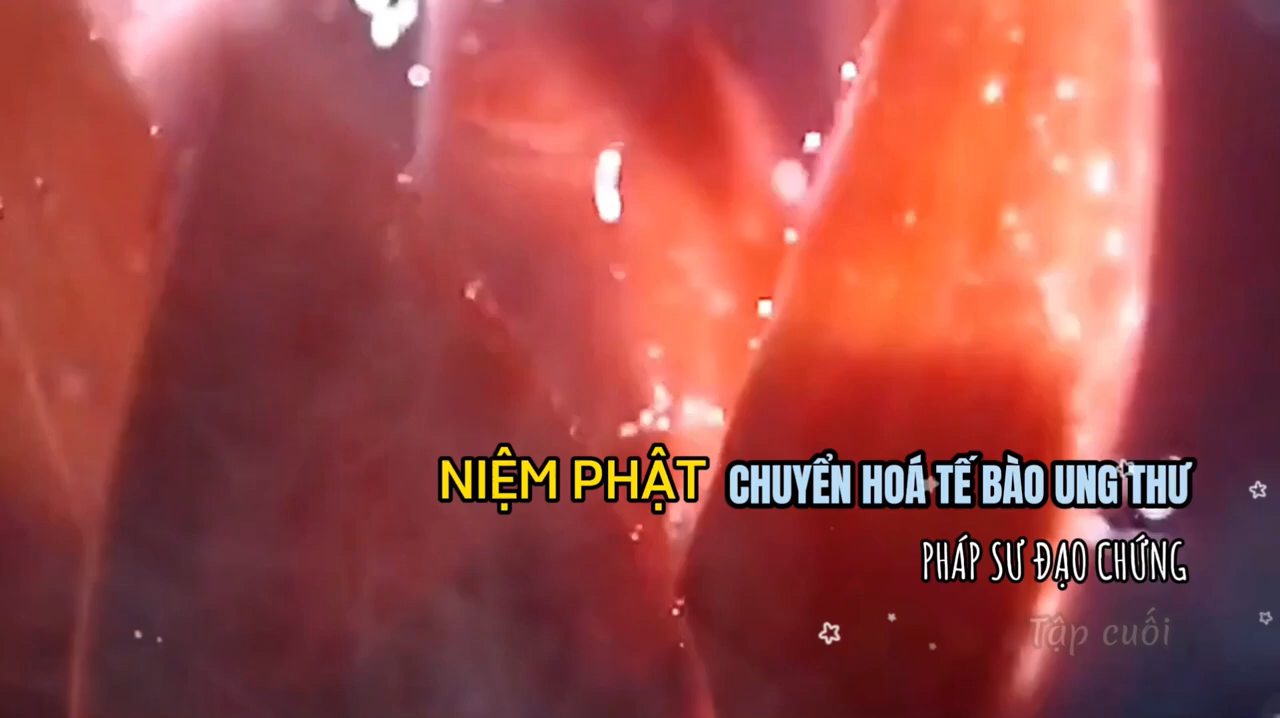 NIỆM PHẬT CHUYỂN HOÁ TẾ BÀO UNG THƯ
PHÁP SƯ ĐẠO CHỨNG
Tập cuối